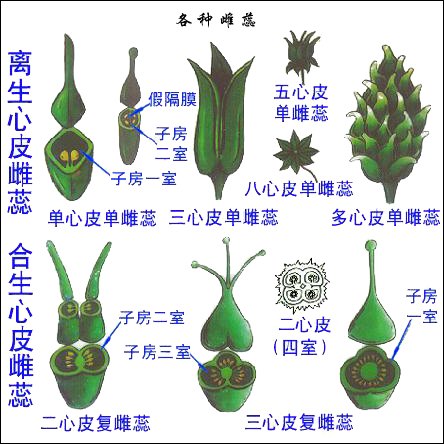 各种雌蕊
离生心皮雌蕊
假隔膜
子房
二室
子房一室
五心皮
单雌蕊
八心皮单雌蕊
单心皮单雌蕊
三心皮单雌蕊
多心皮单雌蕊
合生心皮雌蕊
子房二室
子房三室
二心皮
(四室)
子房
一室
二心皮复雌蕊
三心皮复雌蕊